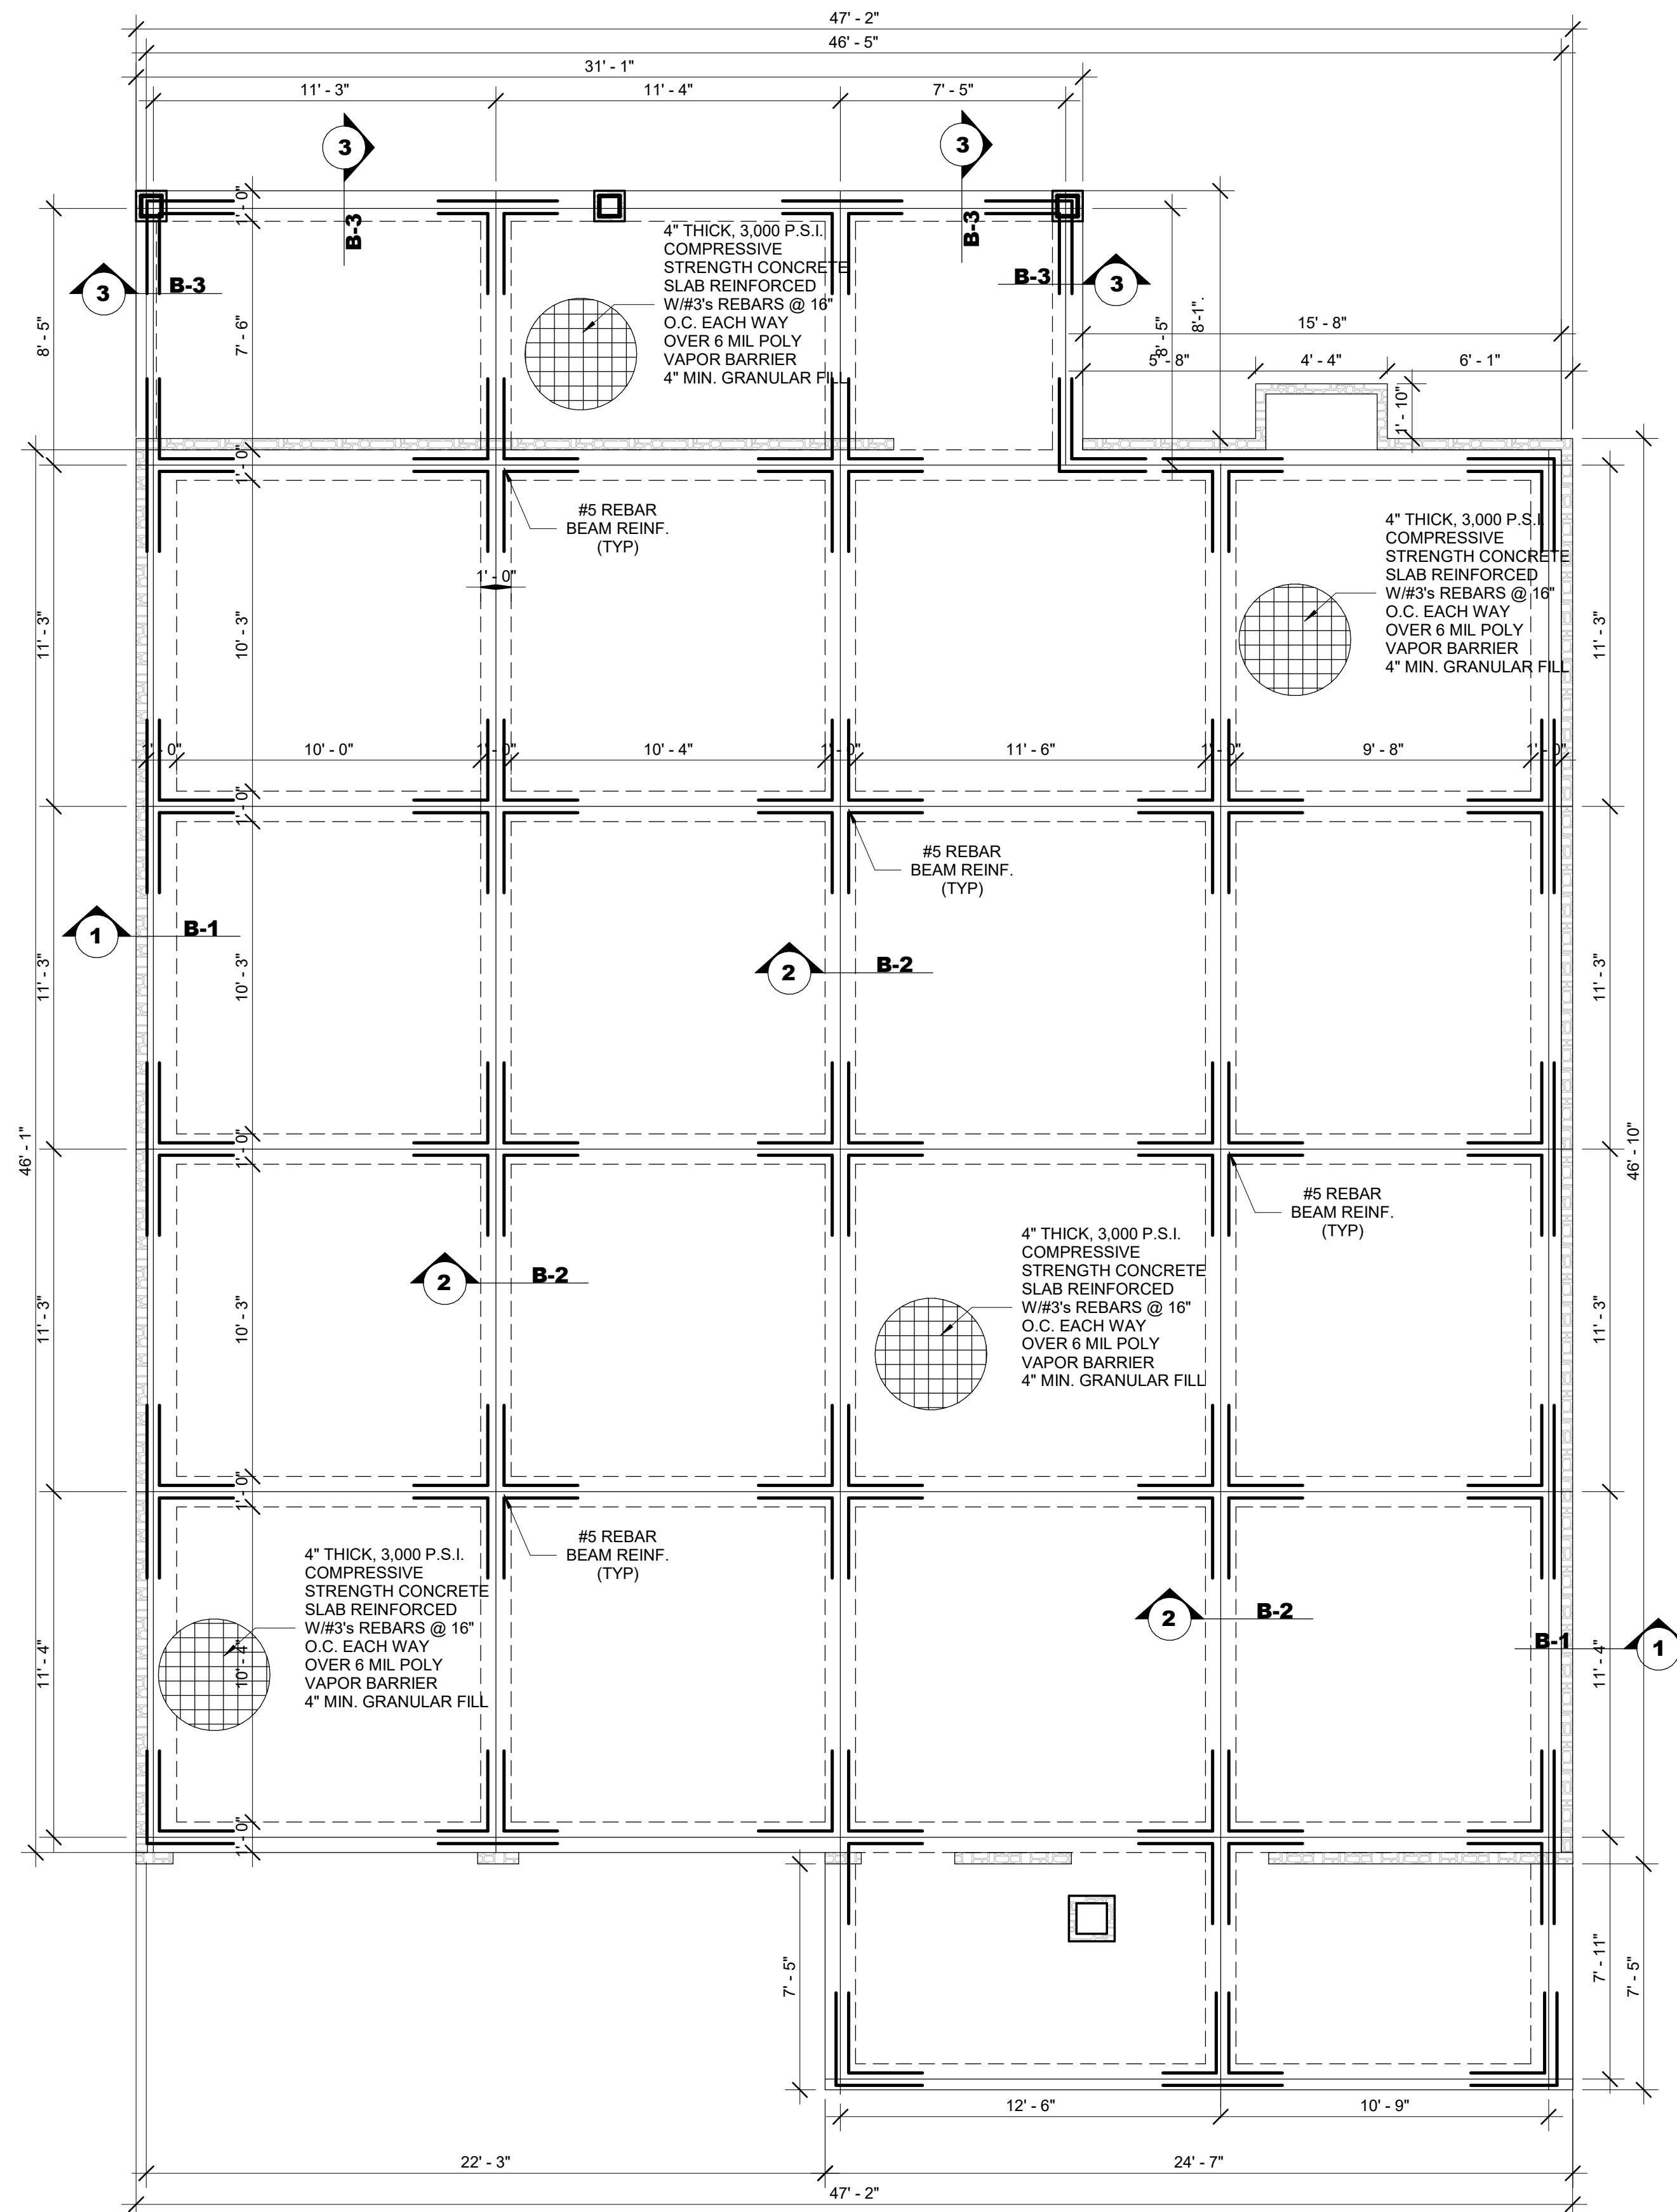 47' - 2"
46' - 5"
31' - 1"
11' - 3"
11' - 4"
7' - 5"
3
3
B-3
B-3
1' - 0"
4" THICK, 3,000 P.S.I.
COMPRESSIVE
STRENGTH CONCRETE
SLAB REINFORCED
W/#3's REBARS @ 16"
O.C. EACH WAY
OVER 6 MIL POLY
VAPOR BARRIER
4" MIN. GRANULAR FILL
3
B-3
B-3
3
8' - 5"
7' - 6"
8' - 5"
8'-1".
15' - 8"
5' - 8"
4' - 4"
6' - 1"
1' - 10"
1' - 0"
#5 REBAR
BEAM REINF.
(TYP)
4" THICK, 3,000 P.S.I.
COMPRESSIVE
STRENGTH CONCRETE
SLAB REINFORCED
W/#3's REBARS @ 16"
O.C. EACH WAY
OVER 6 MIL POLY
VAPOR BARRIER
4" MIN. GRANULAR FILL
1' - 0"
11' - 3"
10' - 3"
11' - 3"
1' - 0"
10' - 0"
1' - 0"
10' - 4"
1' - 0"
11' - 6"
1' - 0"
9' - 8"
1' - 0"
1' - 0"
#5 REBAR
BEAM REINF.
(TYP)
1
B-1
2
B-2
11' - 3"
10' - 3"
11' - 3"
46' - 1"
1' - 0"
46' - 10"
#5 REBAR
BEAM REINF.
(TYP)
4" THICK, 3,000 P.S.I.
COMPRESSIVE
STRENGTH CONCRETE
SLAB REINFORCED
W/#3's REBARS @ 16"
O.C. EACH WAY
OVER 6 MIL POLY
VAPOR BARRIER
4" MIN. GRANULAR FILL
2
B-2
11' - 3"
10' - 3"
11' - 3"
1' - 0"
#5 REBAR
BEAM REINF.
(TYP)
4" THICK, 3,000 P.S.I.
COMPRESSIVE
STRENGTH CONCRETE
SLAB REINFORCED
W/#3's REBARS @ 16"
O.C. EACH WAY
OVER 6 MIL POLY
VAPOR BARRIER
4" MIN. GRANULAR FILL
2
B-2
B-1
1
11' - 4"
10' - 4"
11' - 4"
1' - 0"
7' - 5"
7' - 11"
7' - 5"
12' - 6"
10' - 9"
22' - 3"
24' - 7"
47' - 2"